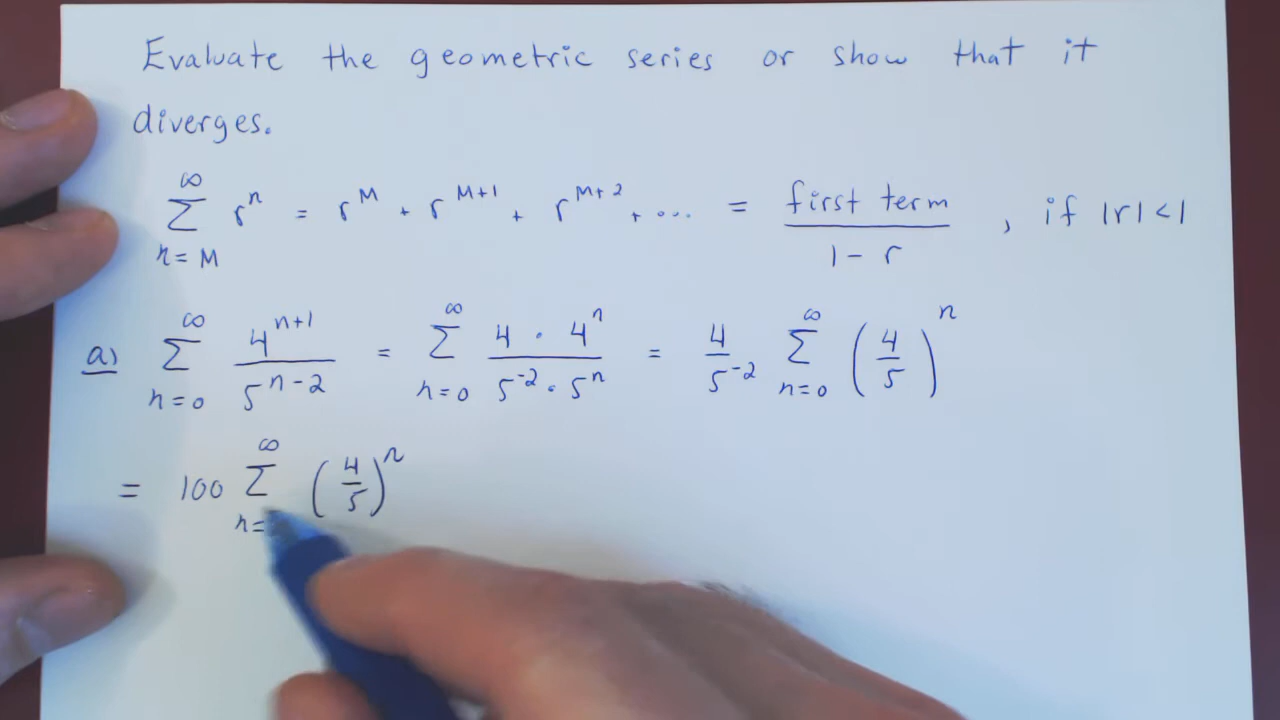 Evaluate the geometric series or show that it
diverges.
∞ Σ n=M r^n = r^M + r^{M+1} + r^{M+2} + ... = first term / 1 - r , if |r| < 1
a) ∞ Σ n=0 4^{n+1} / 5^{n-2} = ∞ Σ n=0 4 · 4^n / 5^{-2} · 5^n = 4 / 5^{-2} ∞ Σ n=0 (4/5)^n
= 100 ∞ Σ n= (4/5)^n